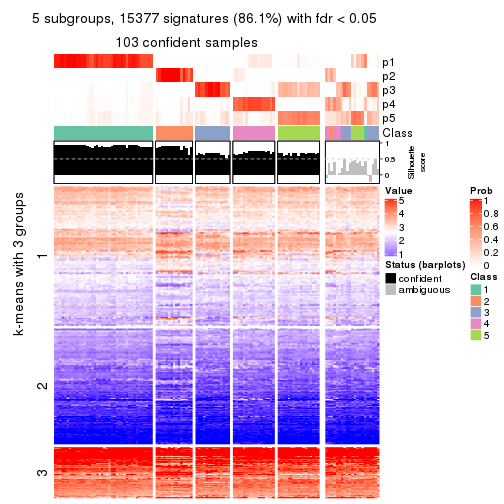 5 subgroups, 15377 signatures (86.1%) with fdr < 0.05
103 confident samples
p1
p2
p3
p4
p5
Class
1
0.5
0
Silhouette
score
k-means with 3 groups
1
2
3
Value
5
4
3
2
1
Status (barplots)
confident
ambiguous
Prob
1
0.8
0.6
0.4
0.2
0
Class
1
2
3
4
5